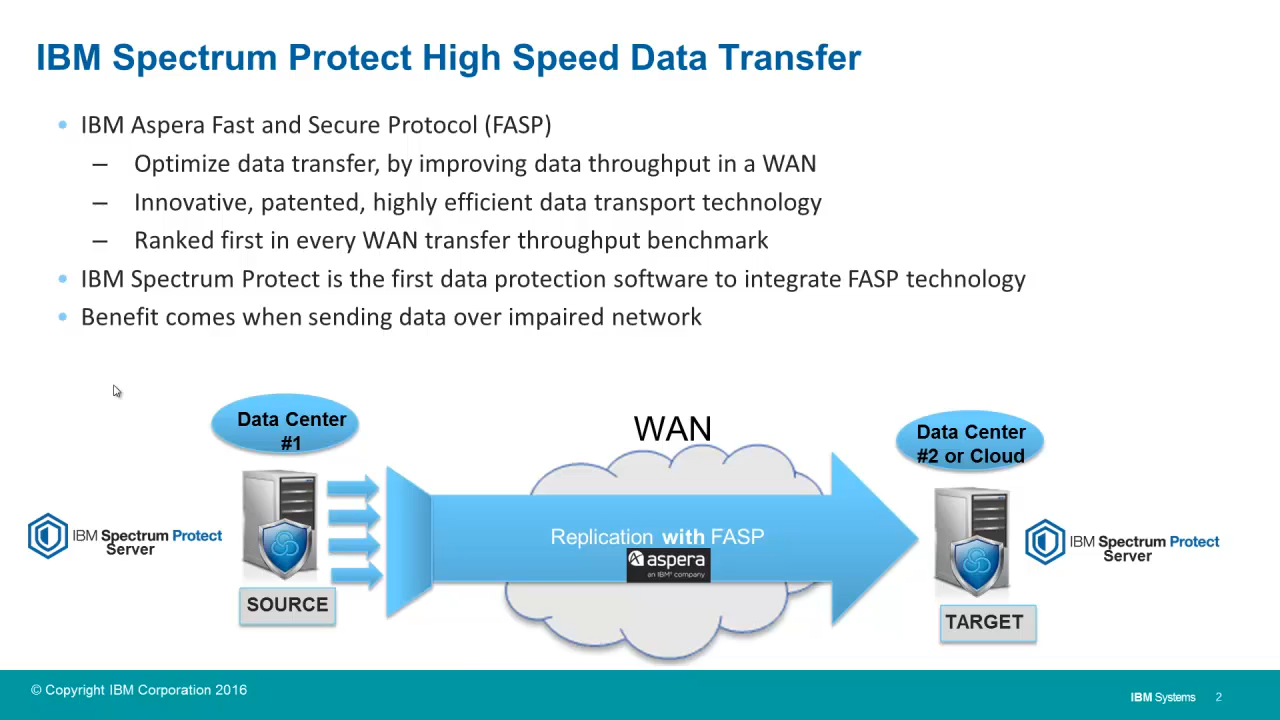 IBM Spectrum Protect High Speed Data Transfer
• IBM Aspera Fast and Secure Protocol (FASP)
– Optimize data transfer, by improving data throughput in a WAN
– Innovative, patented, highly efficient data transport technology
– Ranked first in every WAN transfer throughput benchmark
• IBM Spectrum Protect is the first data protection software to integrate FASP technology
• Benefit comes when sending data over impaired network
Data Center
#1
WAN
Data Center
#2 or Cloud
IBM Spectrum Protect
Server
Replication with FASP
aspera
an IBM® company
IBM Spectrum Protect
Server
SOURCE
TARGET
© Copyright IBM Corporation 2016
IBM Systems 2